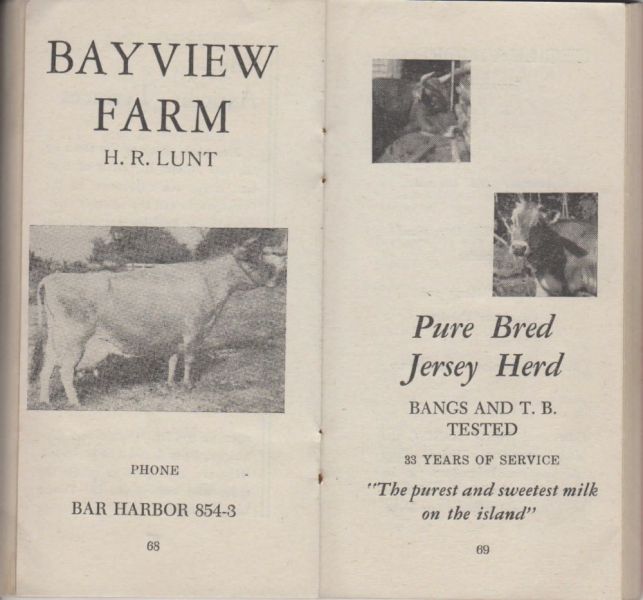 BAYVIEW
FARM
H. R. LUNT
PHONE
BAR HARBOR 854-3
68
Pure Bred
Jersey Herd
BANGS AND T. B.
TESTED
33 YEARS OF SERVICE
"The purest and sweetest milk
on the island"
69